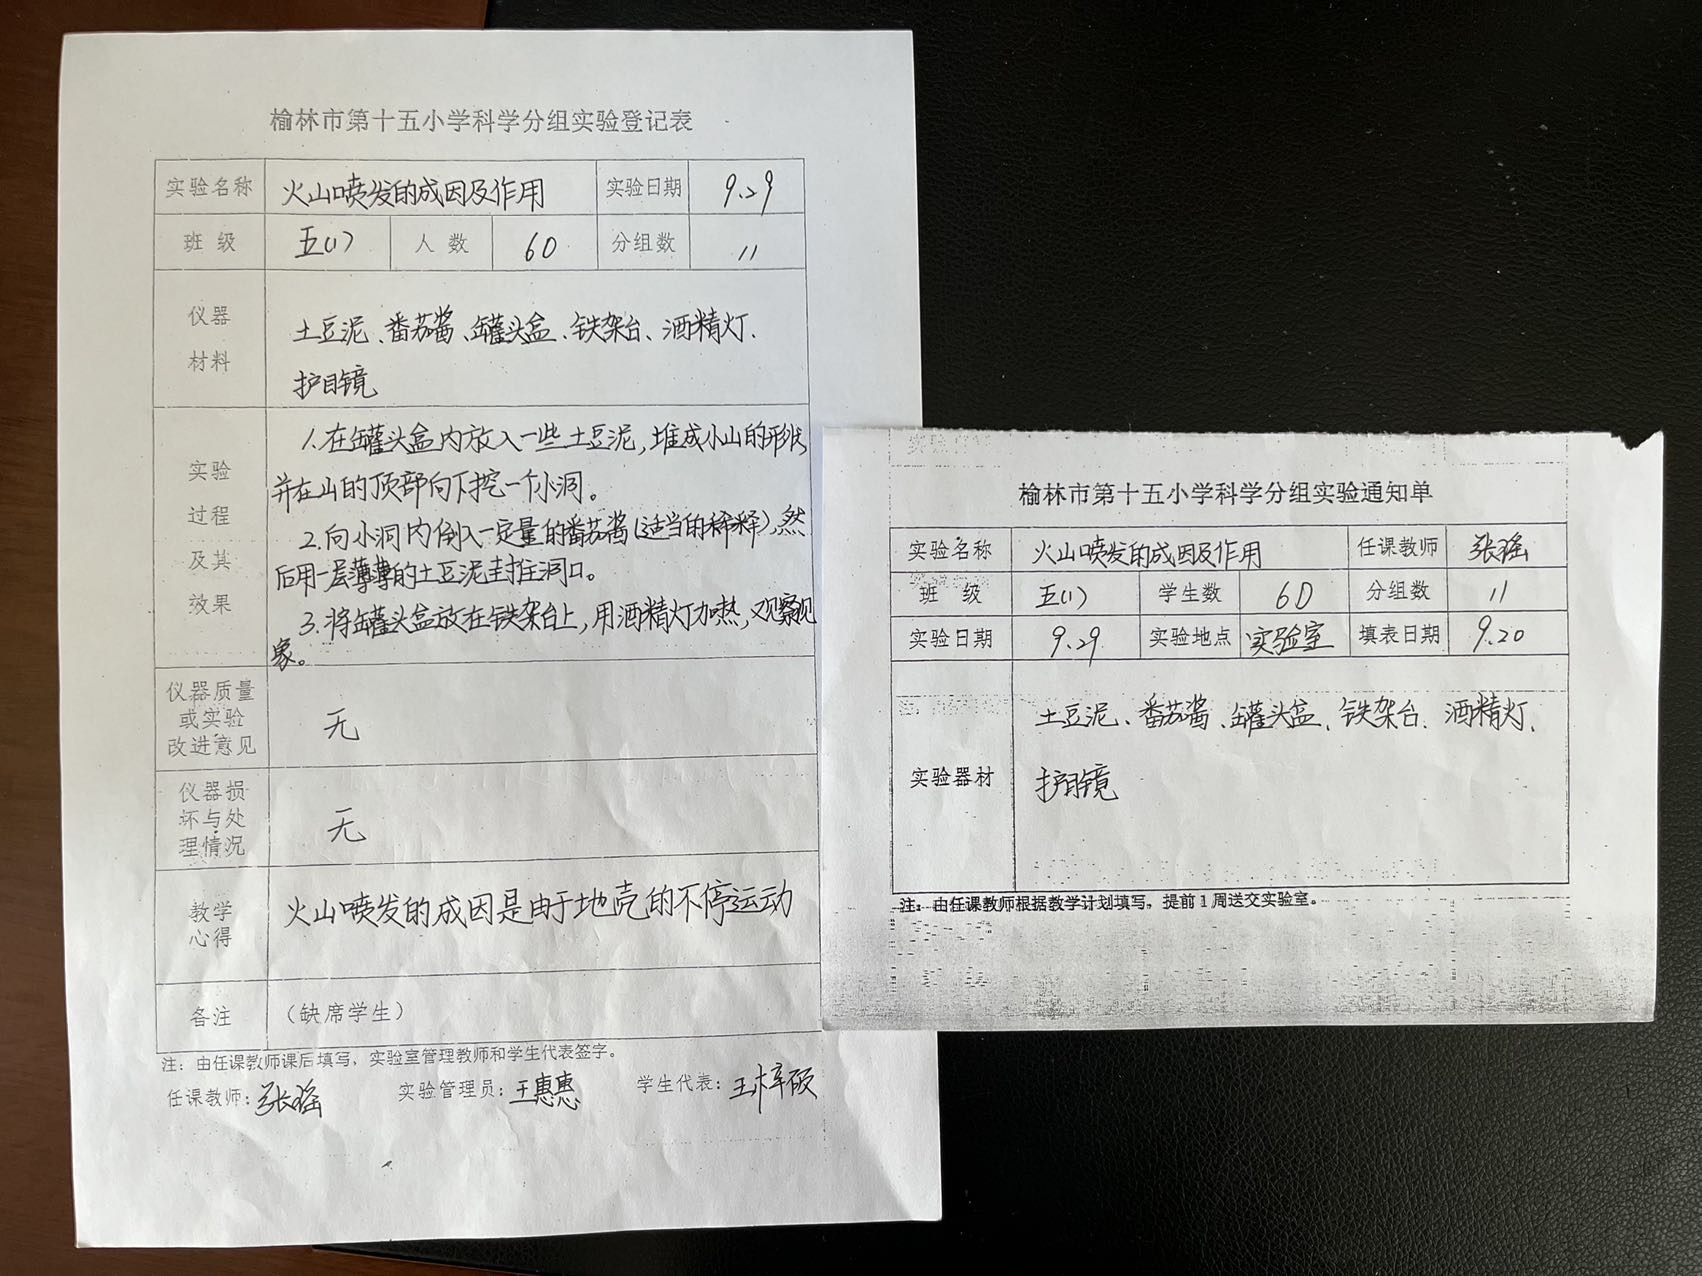 榆林市第十五小学科学分组实验登记表
实验名称 火山喷发的成因及作用 实验日期 9.29
班 级 五(1) 人 数 60 分组数 11
仪器
材料
土豆泥、番茄酱、罐头盒、铁架台、酒精灯、
护目镜
实验
过程
及其
效果
1.在罐头盒内放入一些土豆泥,堆成小山的形状,
并在山的顶部向下挖一个小洞。
2.向小洞内倒入一定量的番茄酱(适当的稀释),然
后用一层薄薄的土豆泥封住洞口。
3.将罐头盒放在铁架台上,用酒精灯加热,观察现
象。
仪器质量
或实验
改进意见
无
仪器损
坏与处
理情况
无
教学
心得
火山喷发的成因是由于地壳的不停运动
各注 (缺席学生)
注:由任课教师课后填写,实验室管理教师和学生代表签字。
任课教师:张瑶 实验管理员:王惠惠 学生代表:王梓硕
榆林市第十五小学科学分组实验通知单
实验名称 火山喷发的成因及作用 任课教师 张瑶
班 级 五(1) 学生数 60 分组数 11
实验日期 9.29 实验地点 实验室 填表日期 9.20
实验器材
土豆泥、番茄酱、罐头盒、铁架台、酒精灯、
护目镜
注:由任课教师根据教学计划填写,提前1周送交实验室。